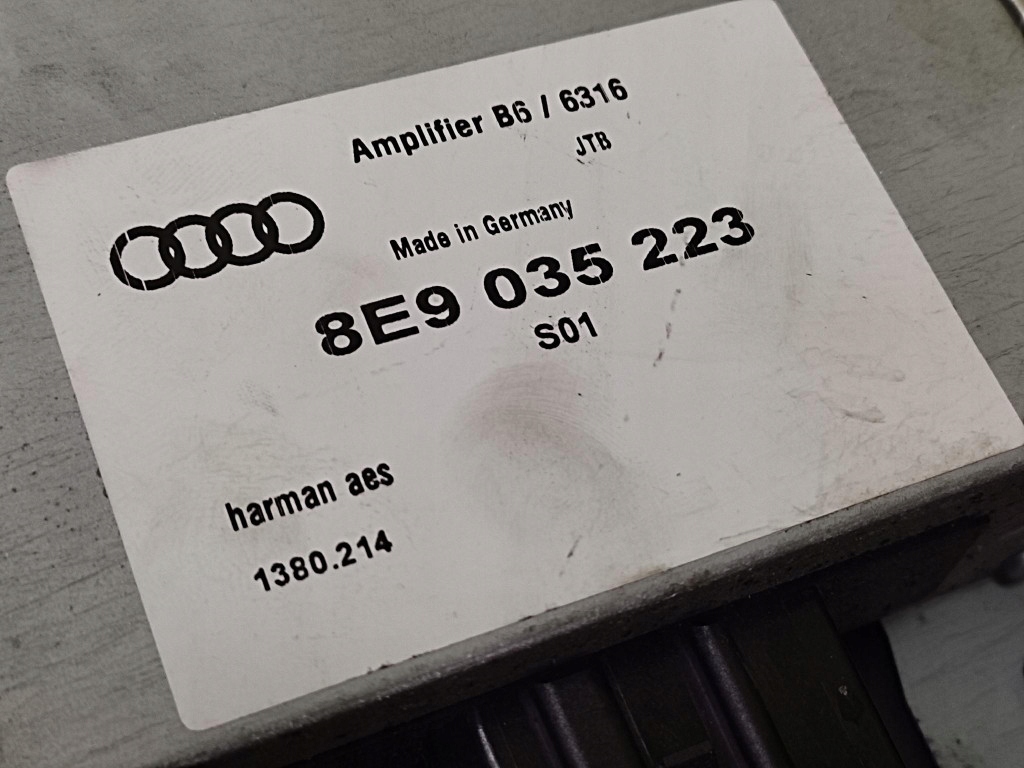 Amplifier B6 / 6316
JTB
Made in Germany
8E9 035 223
S01
harman aes
1380.214